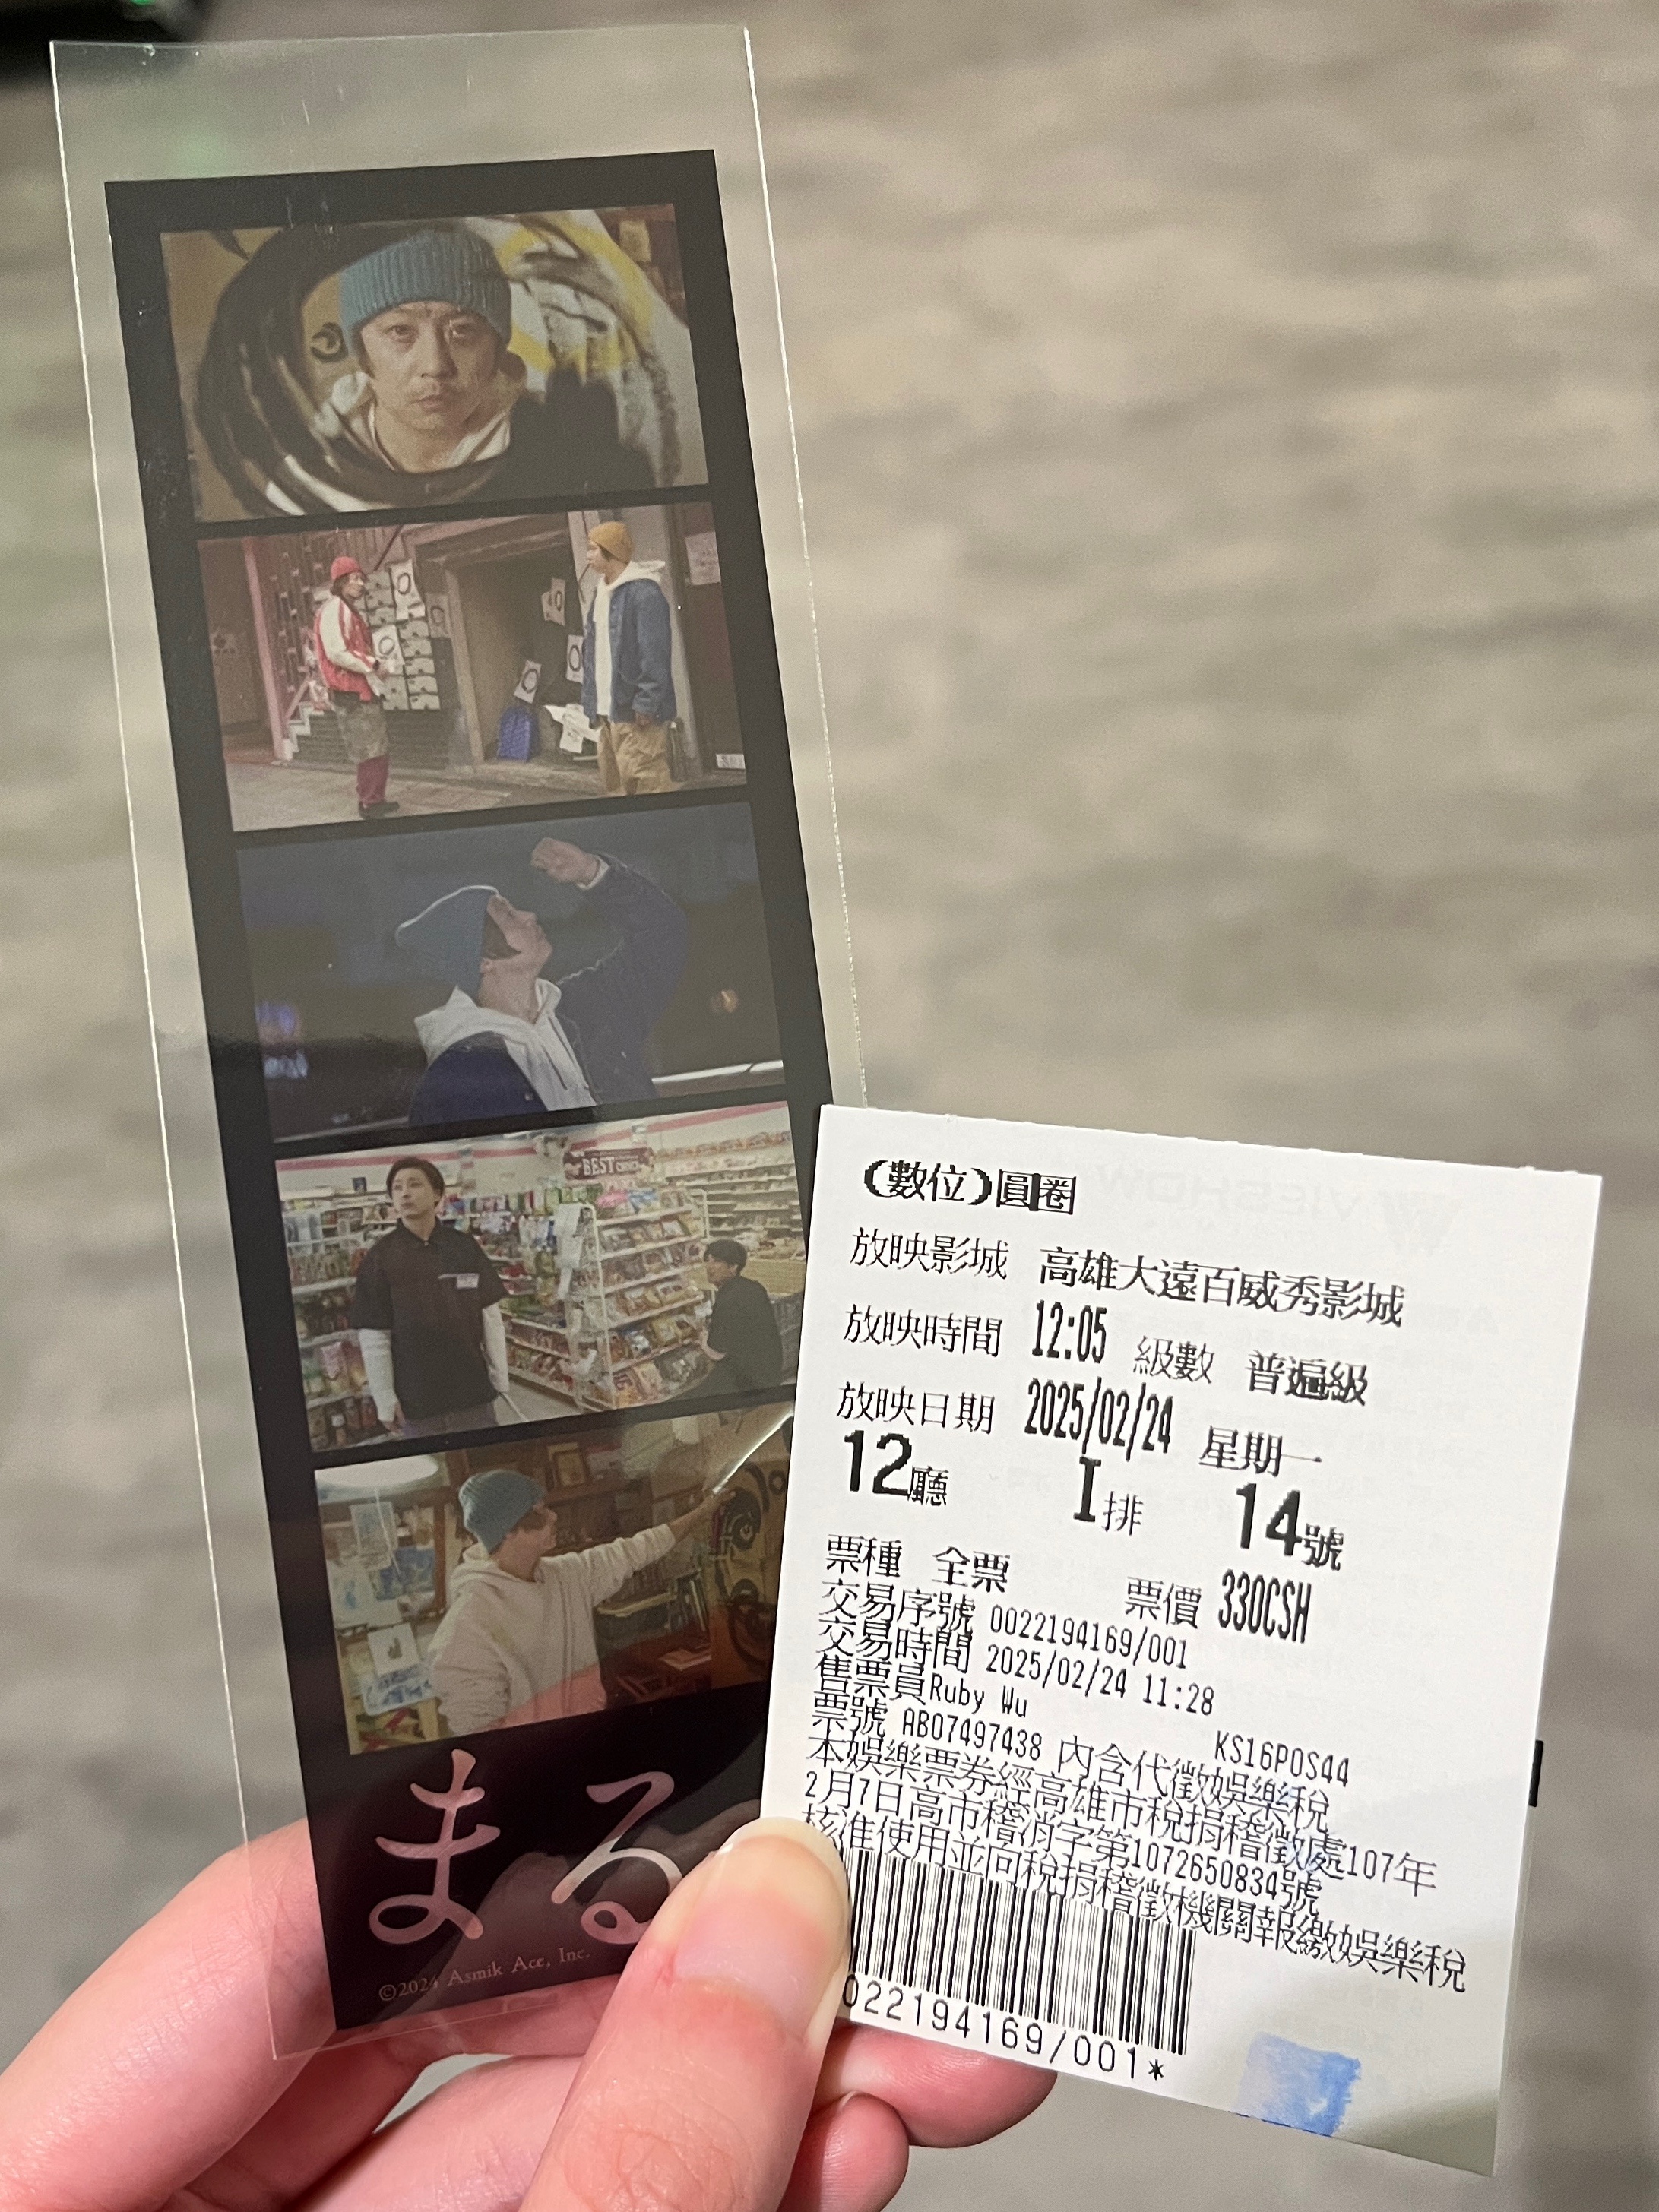 BEST
CHOICE
まる
©2024 Asmik Ace, Inc.
(數位)圓圈
放映影城 高雄大遠百威秀影城
放映時間 12:05 級數 普遍級
放映日期 2025/02/24 星期一
12廳 I排 14號
票種 全票 票價 330CSH
交易序號 0022194169/001
交易時間 2025/02/24 11:28
售票員Ruby Wu KS16POS44
票號 AB07497438 內含代徵娛樂稅
本娛樂票券經高雄市稅捐稽徵處107年
2月7日高市稽消字第1072650834號
核准使用並向稅捐稽徵機關報繳娛樂稅
022194169/001*